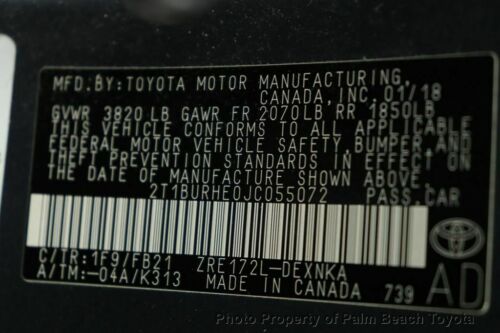 MFD. BY: TOYOTA MOTOR MANUFACTURING,
CANADA, INC. 01/18
GVWR 3820LB GAWR FR 2070LB RR 1850LB
THIS VEHICLE CONFORMS TO ALL APPLICABLE
FEDERAL MOTOR VEHICLE SAFETY, BUMPER, AND
THEFT PREVENTION STANDARDS IN EFFECT ON
THE DATE OF MANUFACTURE SHOWN ABOVE.
2T1BURHE0JC055072 PASS. CAR
C/TR: 1F9/FB21 ZRE172L-DEXNKA
A/TM: -04A/K313 MADE IN CANADA 739
TOYOTA
AD
Photo Property of Palm Beach Toyota